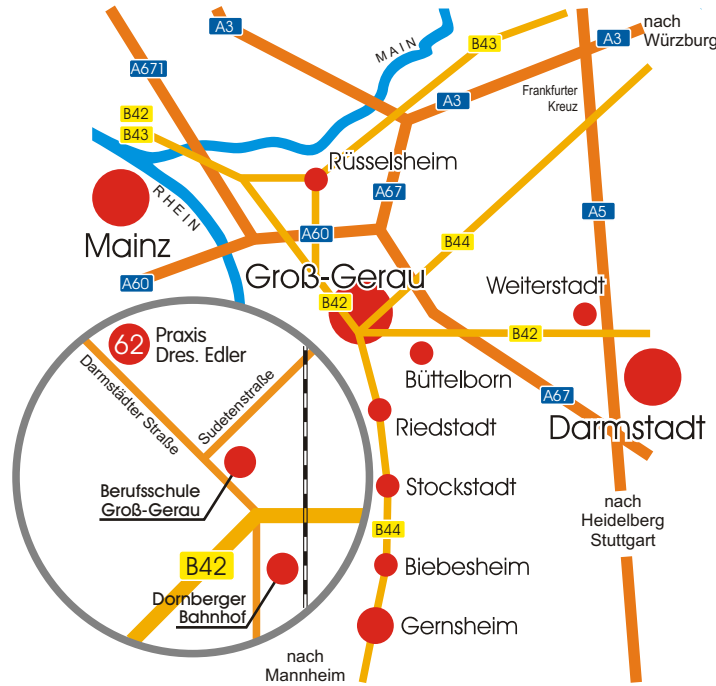 nach
Würzburg
A3
A3
B43
MAIN
A671
A3
Frankfurter
Kreuz
B42
B43
Rüsselsheim
RHEIN
A67
A5
Mainz
A60
B44
A60
Groß-Gerau
Weiterstadt
B42
B42
62
Praxis
Dres. Edler
Büttelborn
Darmstädter Straße
Sudetenstraße
A67
Riedstadt
Darmstadt
Berufsschule
Groß-Gerau
Stockstadt
nach
Heidelberg
Stuttgart
B44
B42
Biebesheim
Dornberger
Bahnhof
Gernsheim
nach
Mannheim